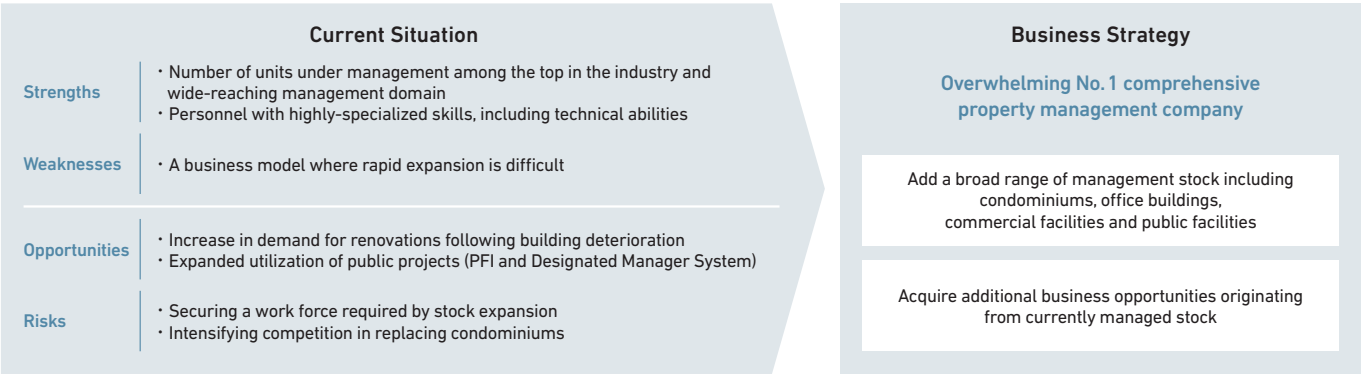 Current Situation
Strengths
・Number of units under management among the top in the industry and
wide-reaching management domain
・Personnel with highly-specialized skills, including technical abilities
Weaknesses
・A business model where rapid expansion is difficult
Opportunities
・Increase in demand for renovations following building deterioration
・Expanded utilization of public projects (PFI and Designated Manager System)
Risks
・Securing a work force required by stock expansion
・Intensifying competition in replacing condominiums
Business Strategy
Overwhelming No. 1 comprehensive
property management company
Add a broad range of management stock including
condominiums, office buildings,
commercial facilities and public facilities
Acquire additional business opportunities originating
from currently managed stock